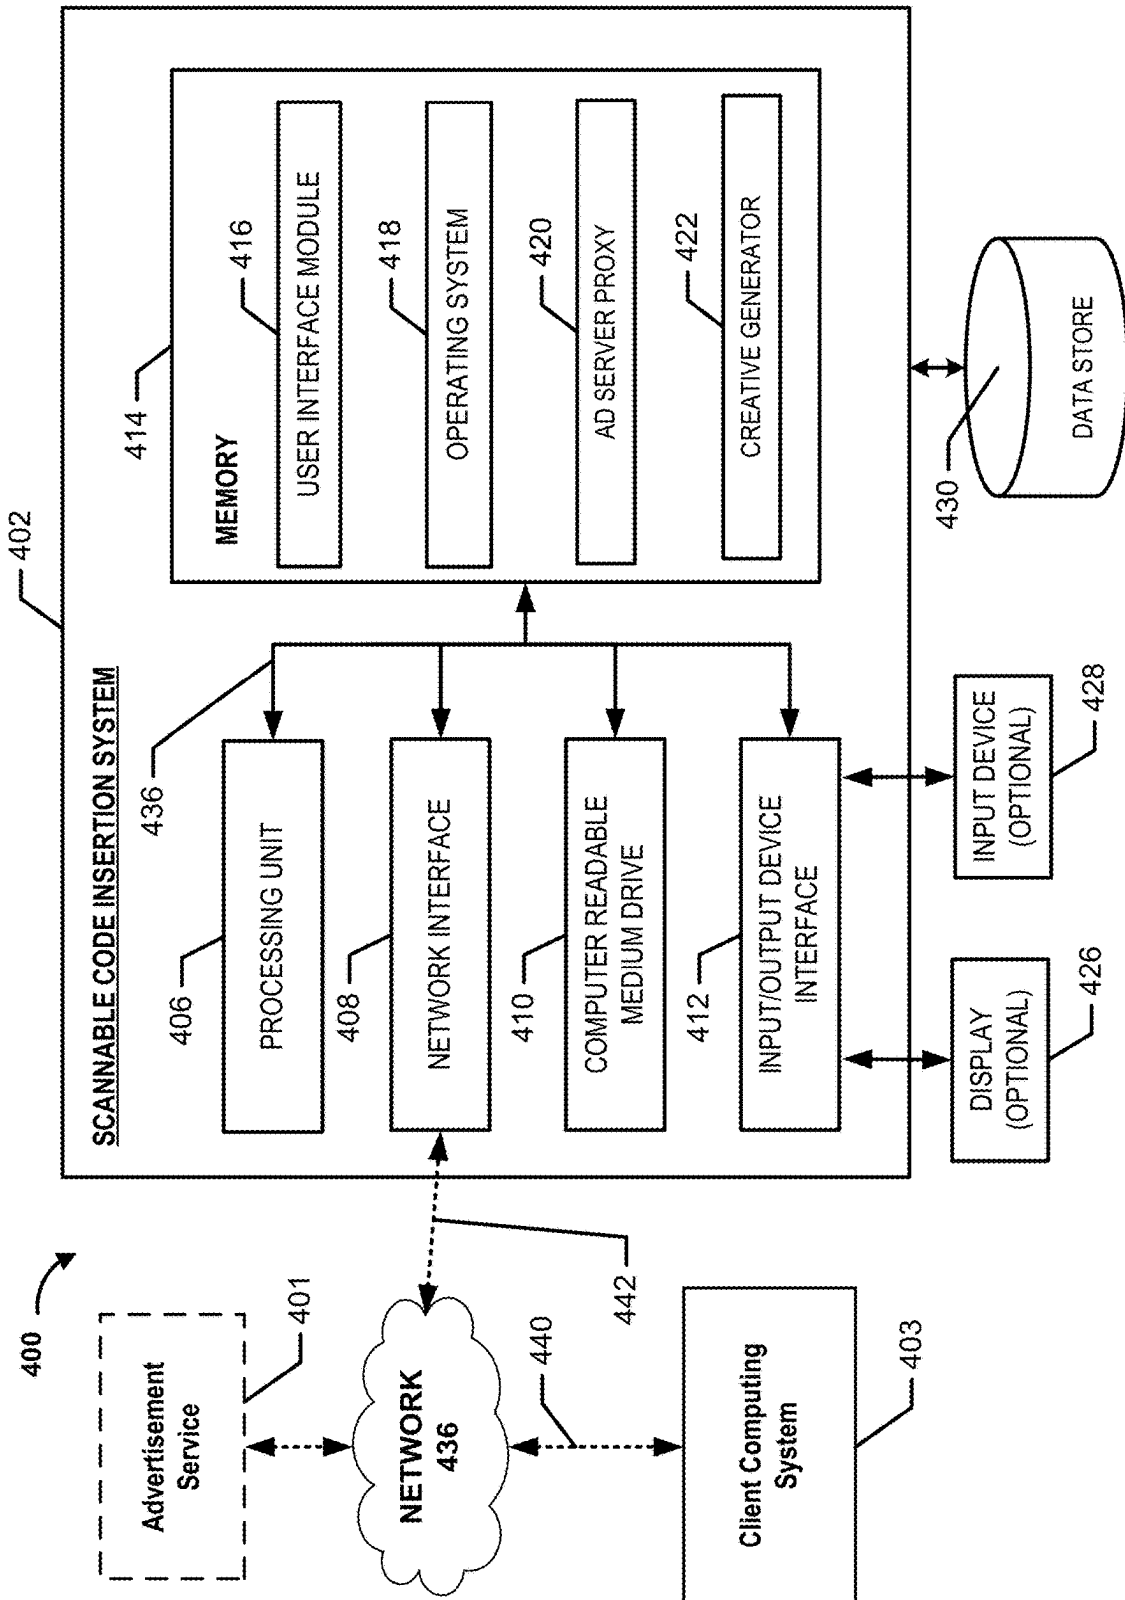 400
Advertisement
Service
401
NETWORK
436
440
442
Client Computing
System
403
402
SCANNABLE CODE INSERTION SYSTEM
436
406
PROCESSING UNIT
408
NETWORK INTERFACE
410
COMPUTER READABLE
MEDIUM DRIVE
412
INPUT/OUTPUT DEVICE
INTERFACE
414
MEMORY
416
USER INTERFACE MODULE
418
OPERATING SYSTEM
420
AD SERVER PROXY
422
CREATIVE GENERATOR
DISPLAY
(OPTIONAL)
426
INPUT DEVICE
(OPTIONAL)
428
430
DATA STORE